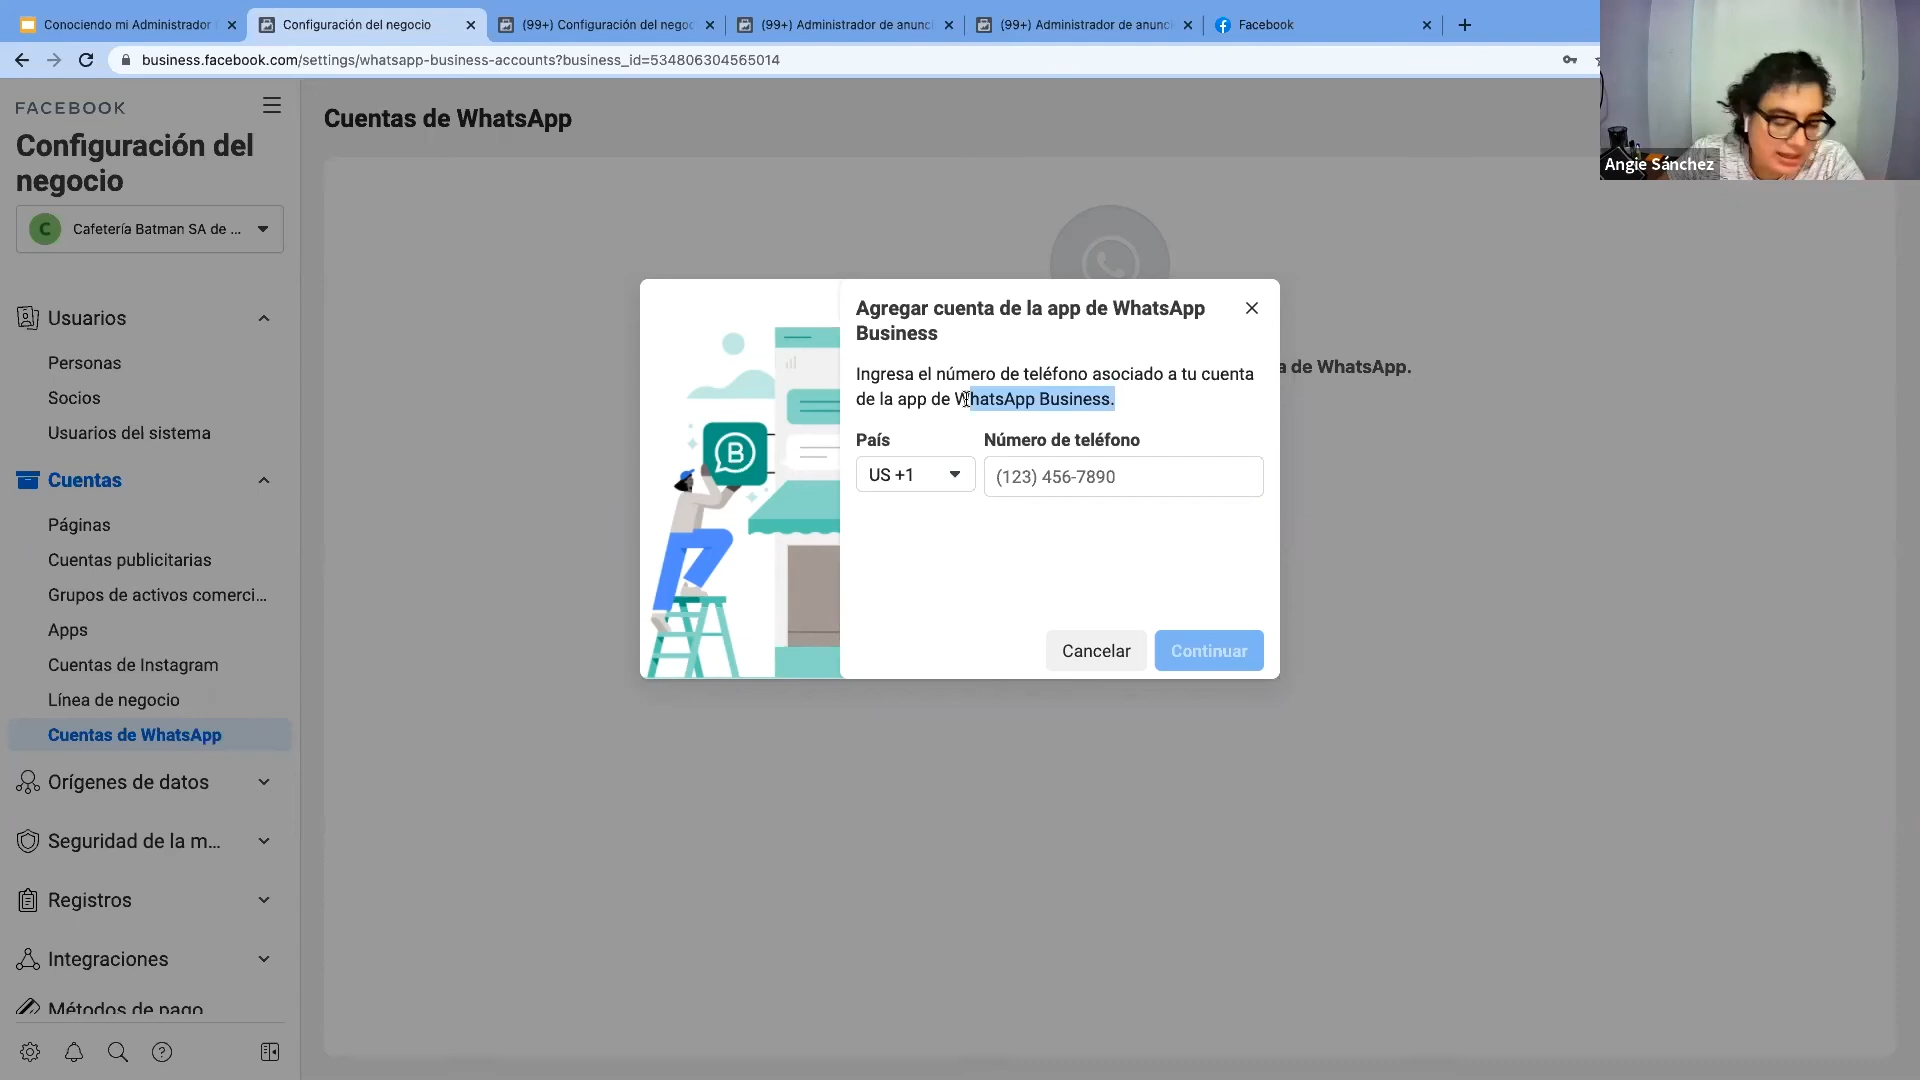 Conociendo mi Administrador
Configuración del negocio
(99+) Configuración del negoc
(99+) Administrador de anunci
(99+) Administrador de anunci
Facebook
business.facebook.com/settings/whatsapp-business-accounts?business_id=534806304565014
Angie Sánchez
FACEBOOK
Configuración del
negocio
C
Cafetería Batman SA de ...
Usuarios
Personas
Socios
Usuarios del sistema
Cuentas
Páginas
Cuentas publicitarias
Grupos de activos comerci...
Apps
Cuentas de Instagram
Línea de negocio
Cuentas de WhatsApp
Orígenes de datos
Seguridad de la m...
Registros
Integraciones
Métodos de pago
Cuentas de WhatsApp
a de WhatsApp.
B
Agregar cuenta de la app de WhatsApp
Business
Ingresa el número de teléfono asociado a tu cuenta
de la app de WhatsApp Business.
País
Número de teléfono
US +1
(123) 456-7890
Cancelar
Continuar